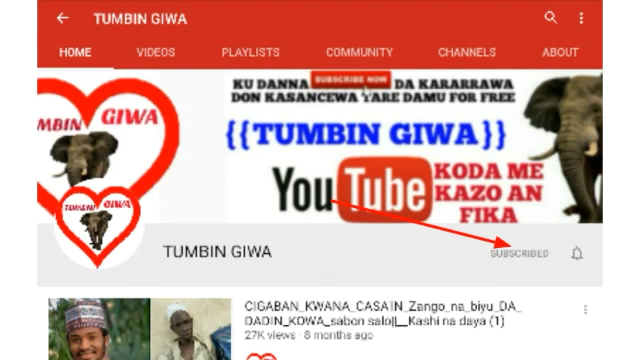 TUMBIN GIWA
HOME VIDEOS PLAYLISTS COMMUNITY CHANNELS ABOUT
KU DANNA SUBSCRIBE NOW DA KARARRAWA
DON KASANCEWA TARE DAMU FOR FREE
MBIN GIWA
{{TUMBIN GIWA}}
YouTube
KODA ME
KAZO AN
FIKA
TUMBIN GIWA
TUMBIN GIWA
SUBSCRIBED
CIGABAN_KWANA_CASA'IN_Zango_na_biyu_DA_
DADIN_KOWA_sabon salo||__Kashi na daya (1)
27K views · 8 months ago